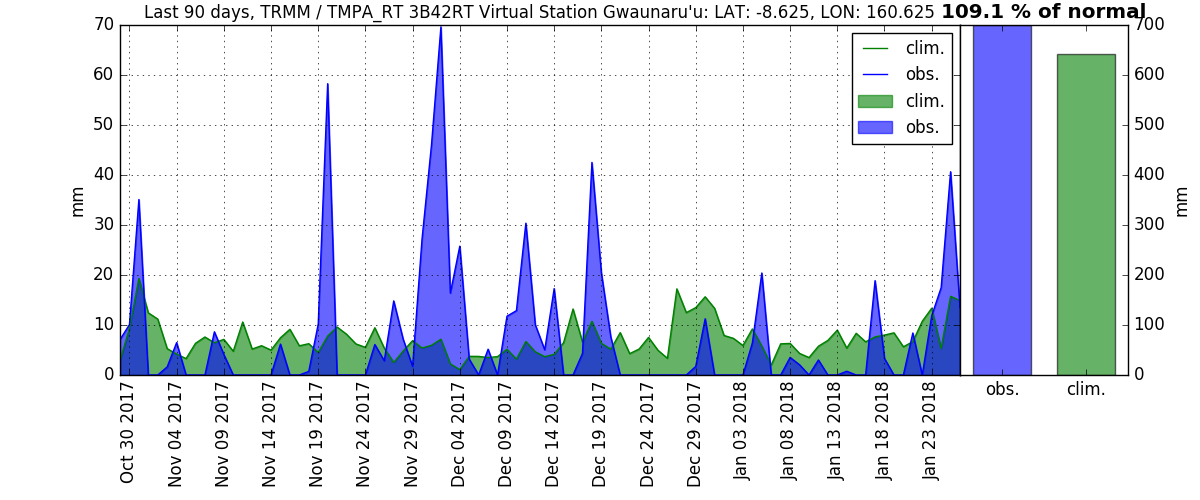 Last 90 days, TRMM / TMPA_RT 3B42RT Virtual Station Gwaunaru'u: LAT: -8.625, LON: 160.625 109.1 % of normal
70
60
50
40
30
20
10
0
mm
clim.
obs.
clim.
obs.
700
600
500
400
300
200
100
0
mm
Oct 30 2017
Nov 04 2017
Nov 09 2017
Nov 14 2017
Nov 19 2017
Nov 24 2017
Nov 29 2017
Dec 04 2017
Dec 09 2017
Dec 14 2017
Dec 19 2017
Dec 24 2017
Dec 29 2017
Jan 03 2018
Jan 08 2018
Jan 13 2018
Jan 18 2018
Jan 23 2018
obs.
clim.